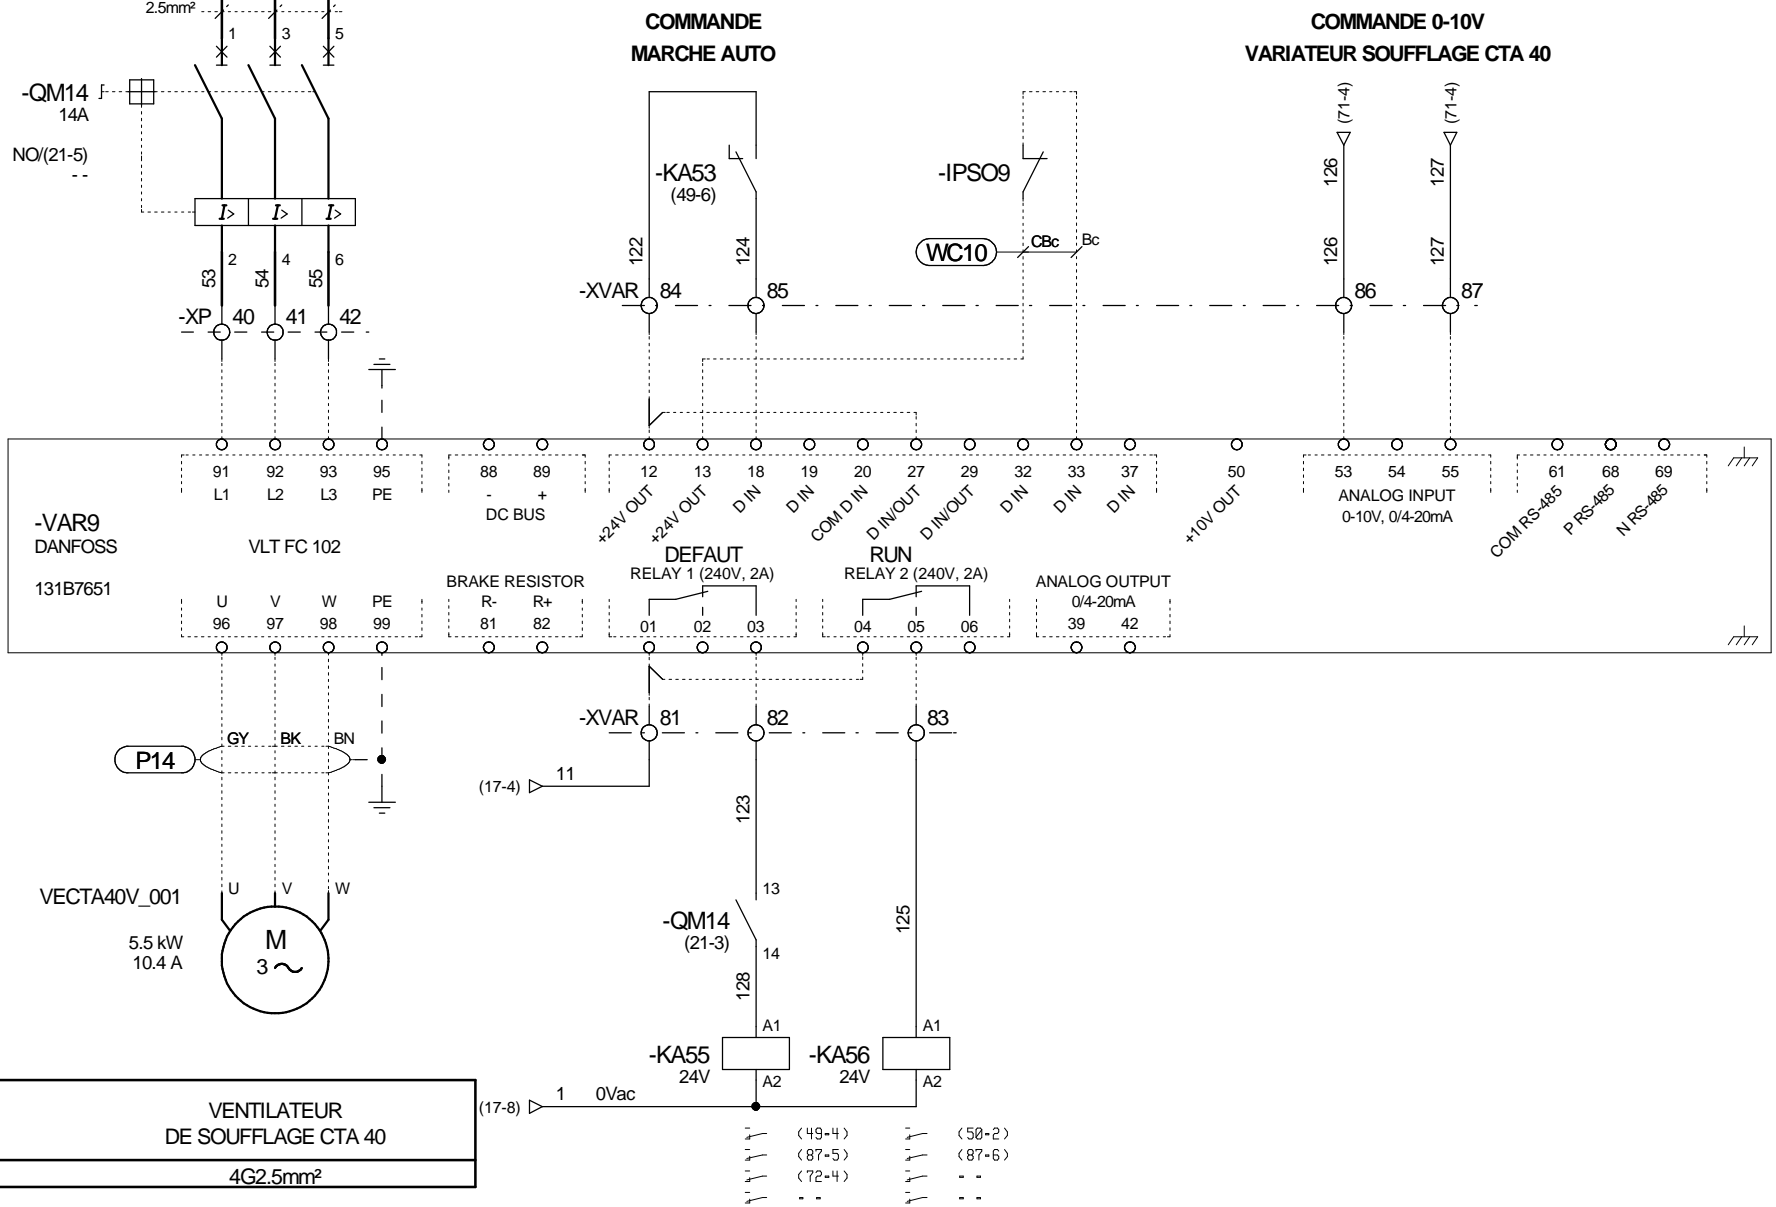 2.5mm²
1 3 5
COMMANDE
MARCHE AUTO
COMMANDE 0-10V
VARIATEUR SOUFFLAGE CTA 40
-QM14
14A
NO/(21-5)
- -
I> I> I>
2 4 6
53 54 55
-XP 40 41 42
-KA53
(49-6)
122 124
-IPSO9
WC10 CBc Bc
(71-4) (71-4)
126 127
126 127
-XVAR 84 85 86 87
91 92 93 95
L1 L2 L3 PE
88 89
- +
DC BUS
12 13 18 19 20 27 29 32 33 37
+24V OUT +24V OUT D IN D IN COM D IN D IN/OUT D IN/OUT D IN D IN D IN
50
+10V OUT
53 54 55
ANALOG INPUT
0-10V, 0/4-20mA
61 68 69
COM RS-485 P RS-485 N RS-485
-VAR9
DANFOSS
131B7651
VLT FC 102
U V W PE
96 97 98 99
BRAKE RESISTOR
R- R+
81 82
DEFAUT
RELAY 1 (240V, 2A)
01 02 03
RUN
RELAY 2 (240V, 2A)
04 05 06
ANALOG OUTPUT
0/4-20mA
39 42
-XVAR 81 82 83
P14 GY BK BN
(17-4) 11
123
125
VECTA40V_001
5.5 kW
10.4 A
U V W
M
3
13
-QM14
(21-3)
14
128
A1 A1
-KA55
24V
-KA56
24V
A2 A2
(17-8) 1 0Vac
VENTILATEUR
DE SOUFFLAGE CTA 40
4G2.5mm²
(49-4) (50-2)
(87-5) (87-6)
(72-4) - -
- - - -